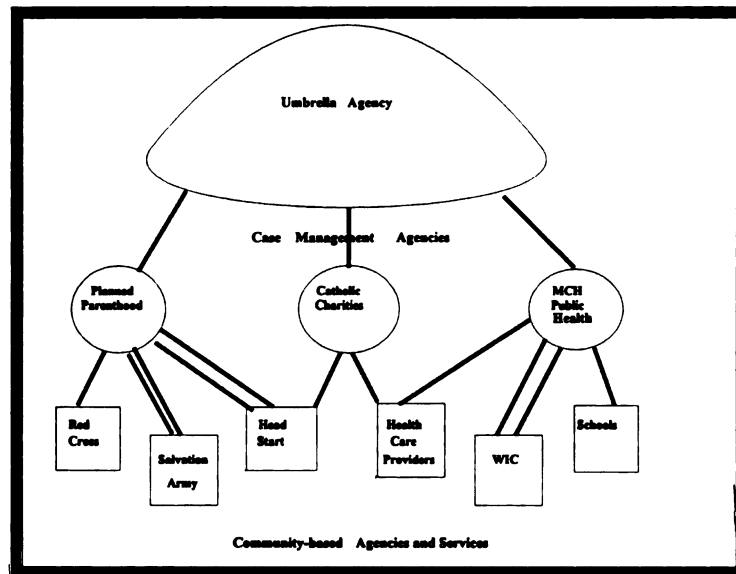 Umbrella Agency
Case Management Agencies
Planned
Parenthood
Catholic
Charities
MCH
Public
Health
Red
Cross
Salvation
Army
Head
Start
Health
Care
Providers
WIC
Schools
Community-based Agencies and Services